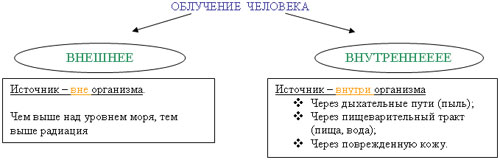 ОБЛУЧЕНИЕ ЧЕЛОВЕКА
ВНЕШНЕЕ
ВНУТРЕННЕЕЕЕ
Источник – вне организма.
Чем выше над уровнем моря, тем
выше радиация
Источник – внутри организма
❖ Через дыхательные пути (пыль);
❖ Через пищеварительный тракт
(пища, вода);
❖ Через поврежденную кожу.